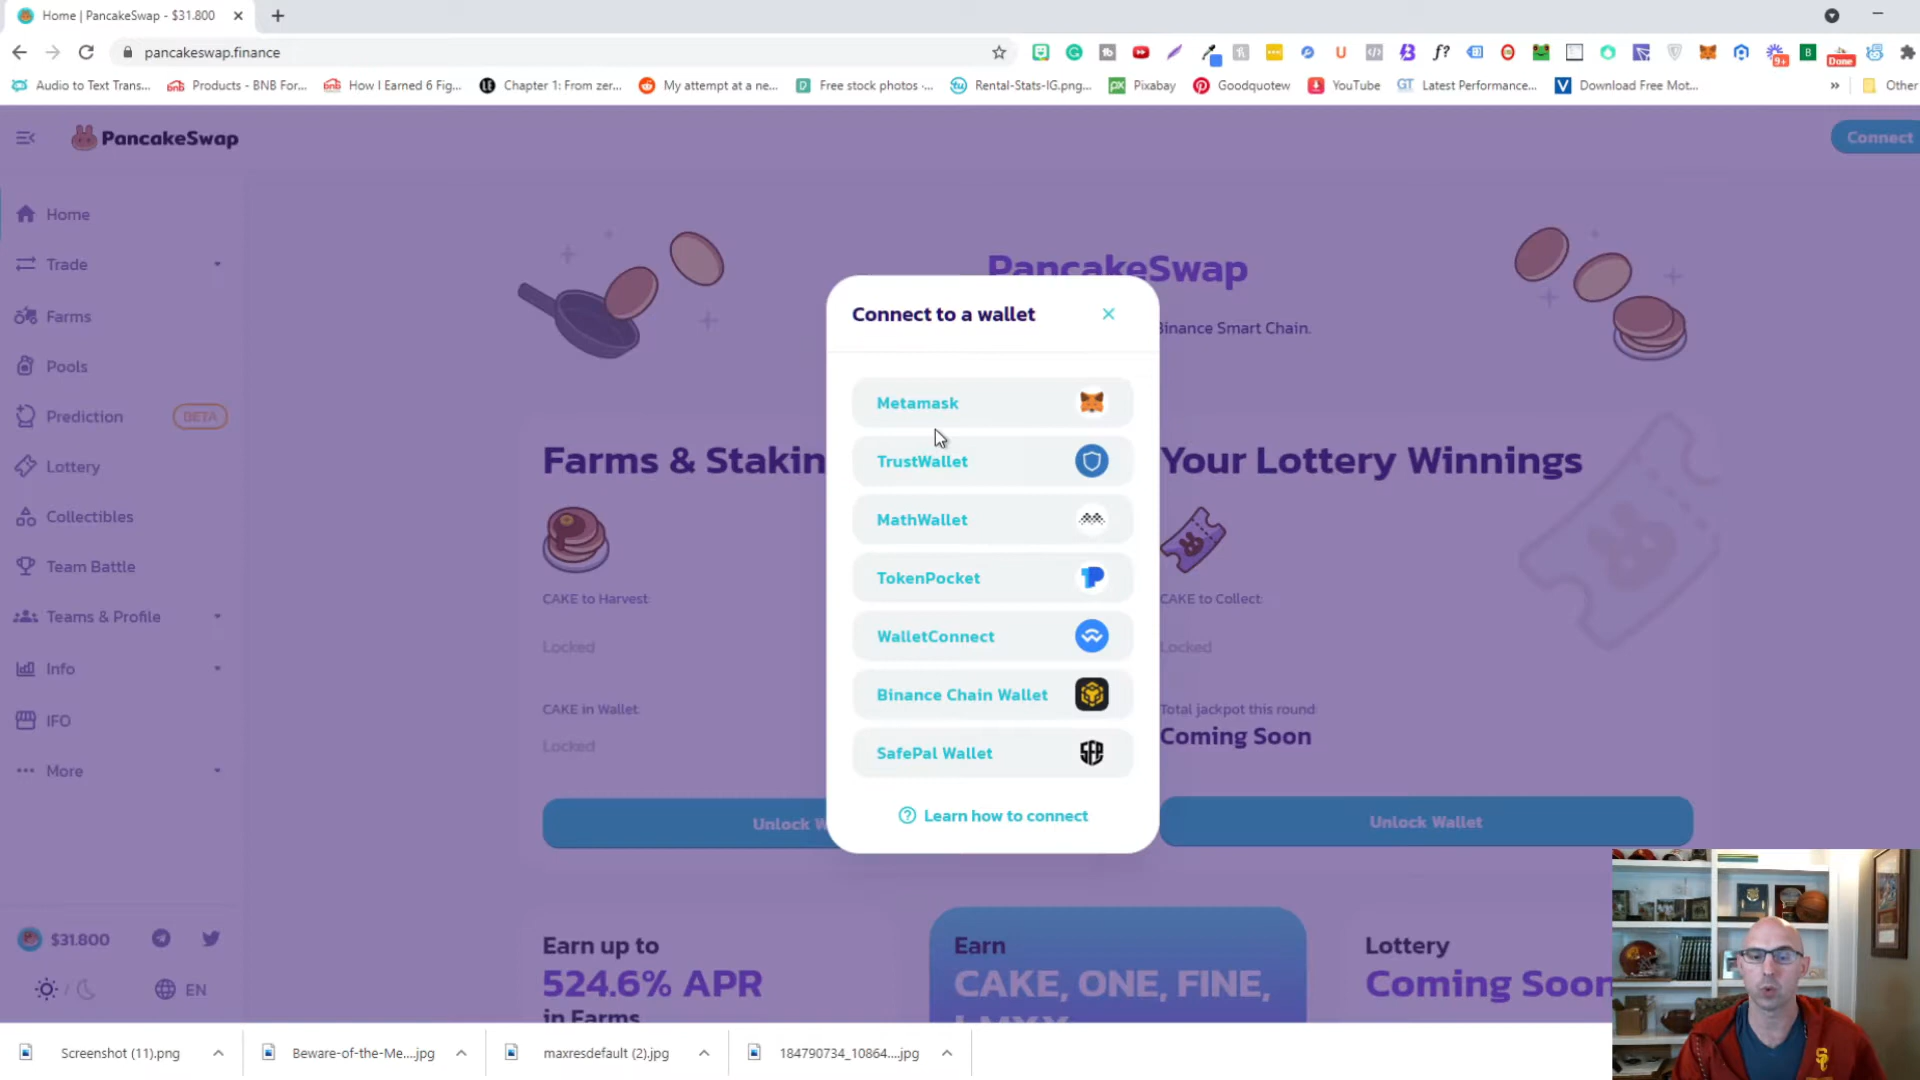 Home | PancakeSwap - $31.800
pancakeswap.finance
9+
Done
Audio to Text Trans...
Products - BNB For...
How I Earned 6 Fig...
Chapter 1: From zer...
My attempt at a ne...
Free stock photos -...
Rental-Stats-IG.png...
Pixabay
Goodquotew
YouTube
GT Latest Performance...
Download Free Mot...
»
Other
PancakeSwap
Connect
Home
Trade
Farms
Pools
Prediction BETA
Lottery
Collectibles
Team Battle
Teams & Profile
Info
IFO
More
$31.800
EN
PancakeSwap
Binance Smart Chain.
Connect to a wallet
Metamask
TrustWallet
MathWallet
TokenPocket
WalletConnect
Binance Chain Wallet
SafePal Wallet
Learn how to connect
Farms & Stakin
CAKE to Harvest:
Locked
CAKE in Wallet:
Locked
Unlock W
Your Lottery Winnings
CAKE to Collect:
Locked
Total jackpot this round:
Coming Soon
Unlock Wallet
Earn up to
524.6% APR
in Farms
Earn
CAKE, ONE, FINE,
Lottery
Coming Soon
Screenshot (11).png
Beware-of-the-Me....jpg
maxresdefault (2).jpg
184790734_10864....jpg